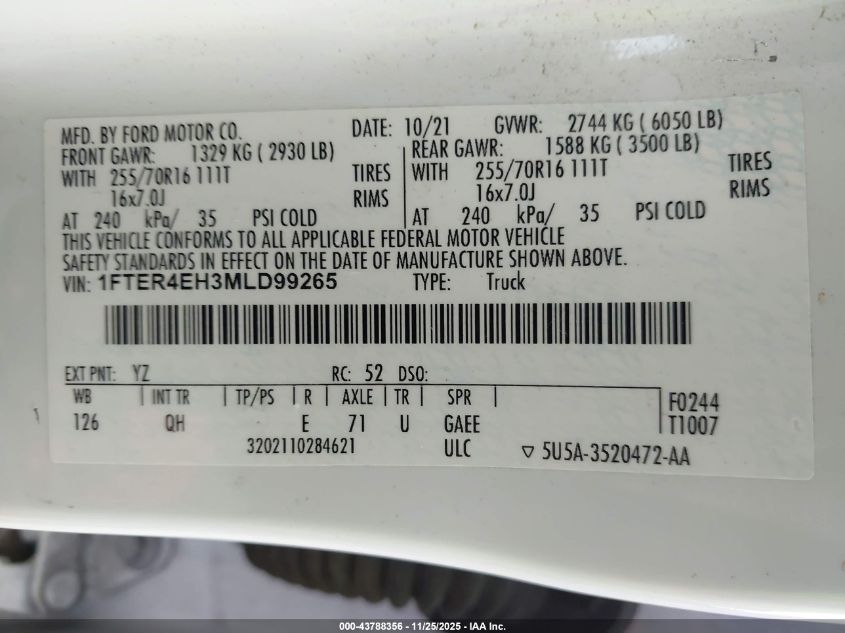 MFD. BY FORD MOTOR CO. DATE: 10/21 GVWR: 2744 KG ( 6050 LB)
FRONT GAWR: 1329 KG ( 2930 LB) REAR GAWR: 1588 KG ( 3500 LB)
WITH 255/70R16 111T TIRES WITH 255/70R16 111T TIRES
16x7.0J RIMS 16x7.0J RIMS
AT 240 kPa/ 35 PSI COLD AT 240 kPa/ 35 PSI COLD
THIS VEHICLE CONFORMS TO ALL APPLICABLE FEDERAL MOTOR VEHICLE
SAFETY STANDARDS IN EFFECT ON THE DATE OF MANUFACTURE SHOWN ABOVE.
VIN: 1FTER4EH3MLD99265 TYPE: Truck
EXT PNT: YZ RC: 52 DSO:
WB INT TR TP/PS R AXLE TR SPR F0244
126 QH E 71 U GAEE T1007
3202110284621 ULC ▽ 5U5A-3520472-AA
000-43788356 - 11/25/2025 - IAA Inc.